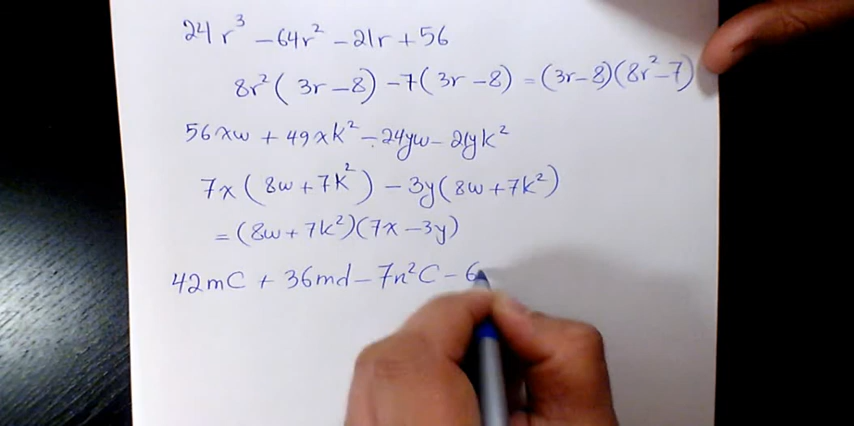 24r³ - 64r² - 21r + 56
8r²(3r - 8) - 7(3r - 8) = (3r - 8)(8r² - 7)
56xw + 49xk² - 24yw - 21yk²
7x(8w + 7k²) - 3y(8w + 7k²)
= (8w + 7k²)(7x - 3y)
42mC + 36md - 7n²C - 6